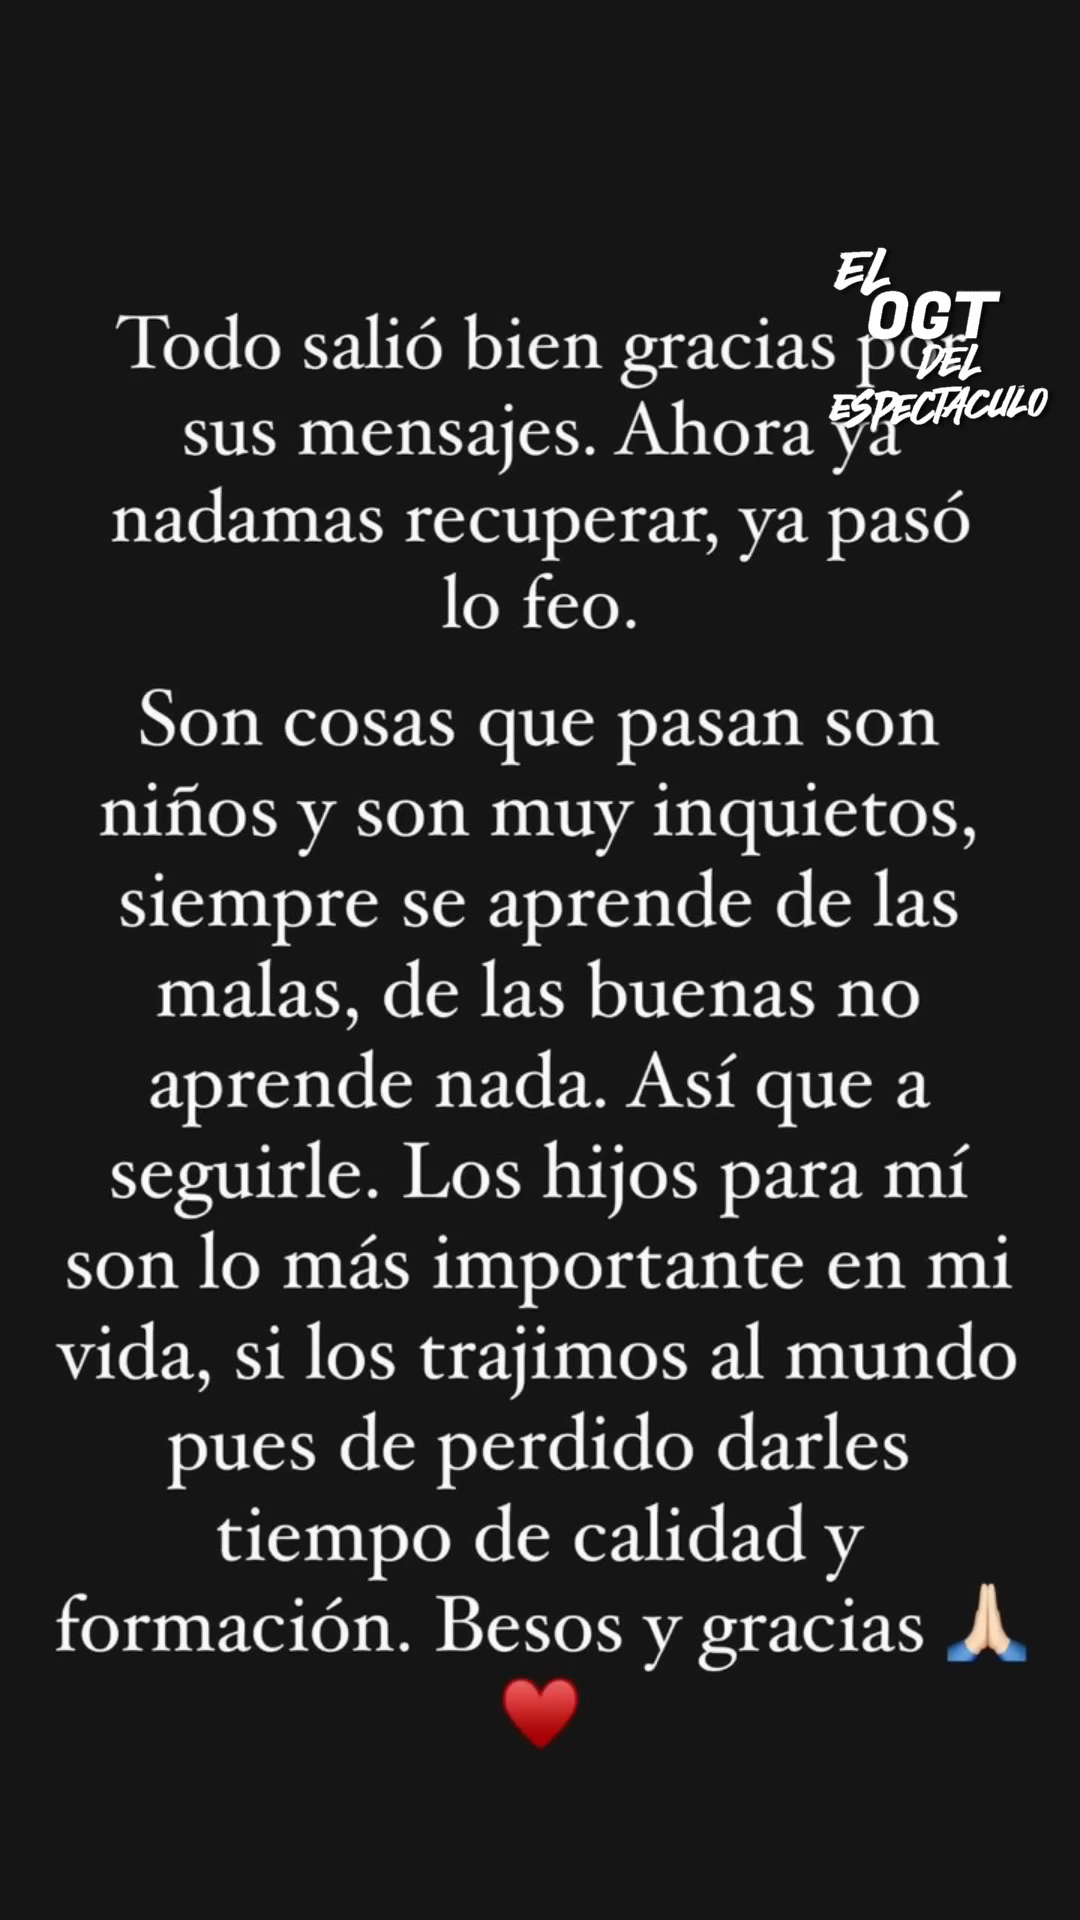 EL
OGT
DEL
ESPECTACULO
Todo salió bien gracias por
sus mensajes. Ahora ya
nadamas recuperar, ya pasó
lo feo.
Son cosas que pasan son
niños y son muy inquietos,
siempre se aprende de las
malas, de las buenas no
aprende nada. Así que a
seguirle. Los hijos para mí
son lo más importante en mi
vida, si los trajimos al mundo
pues de perdido darles
tiempo de calidad y
formación. Besos y gracias 🙏🏻
♥️